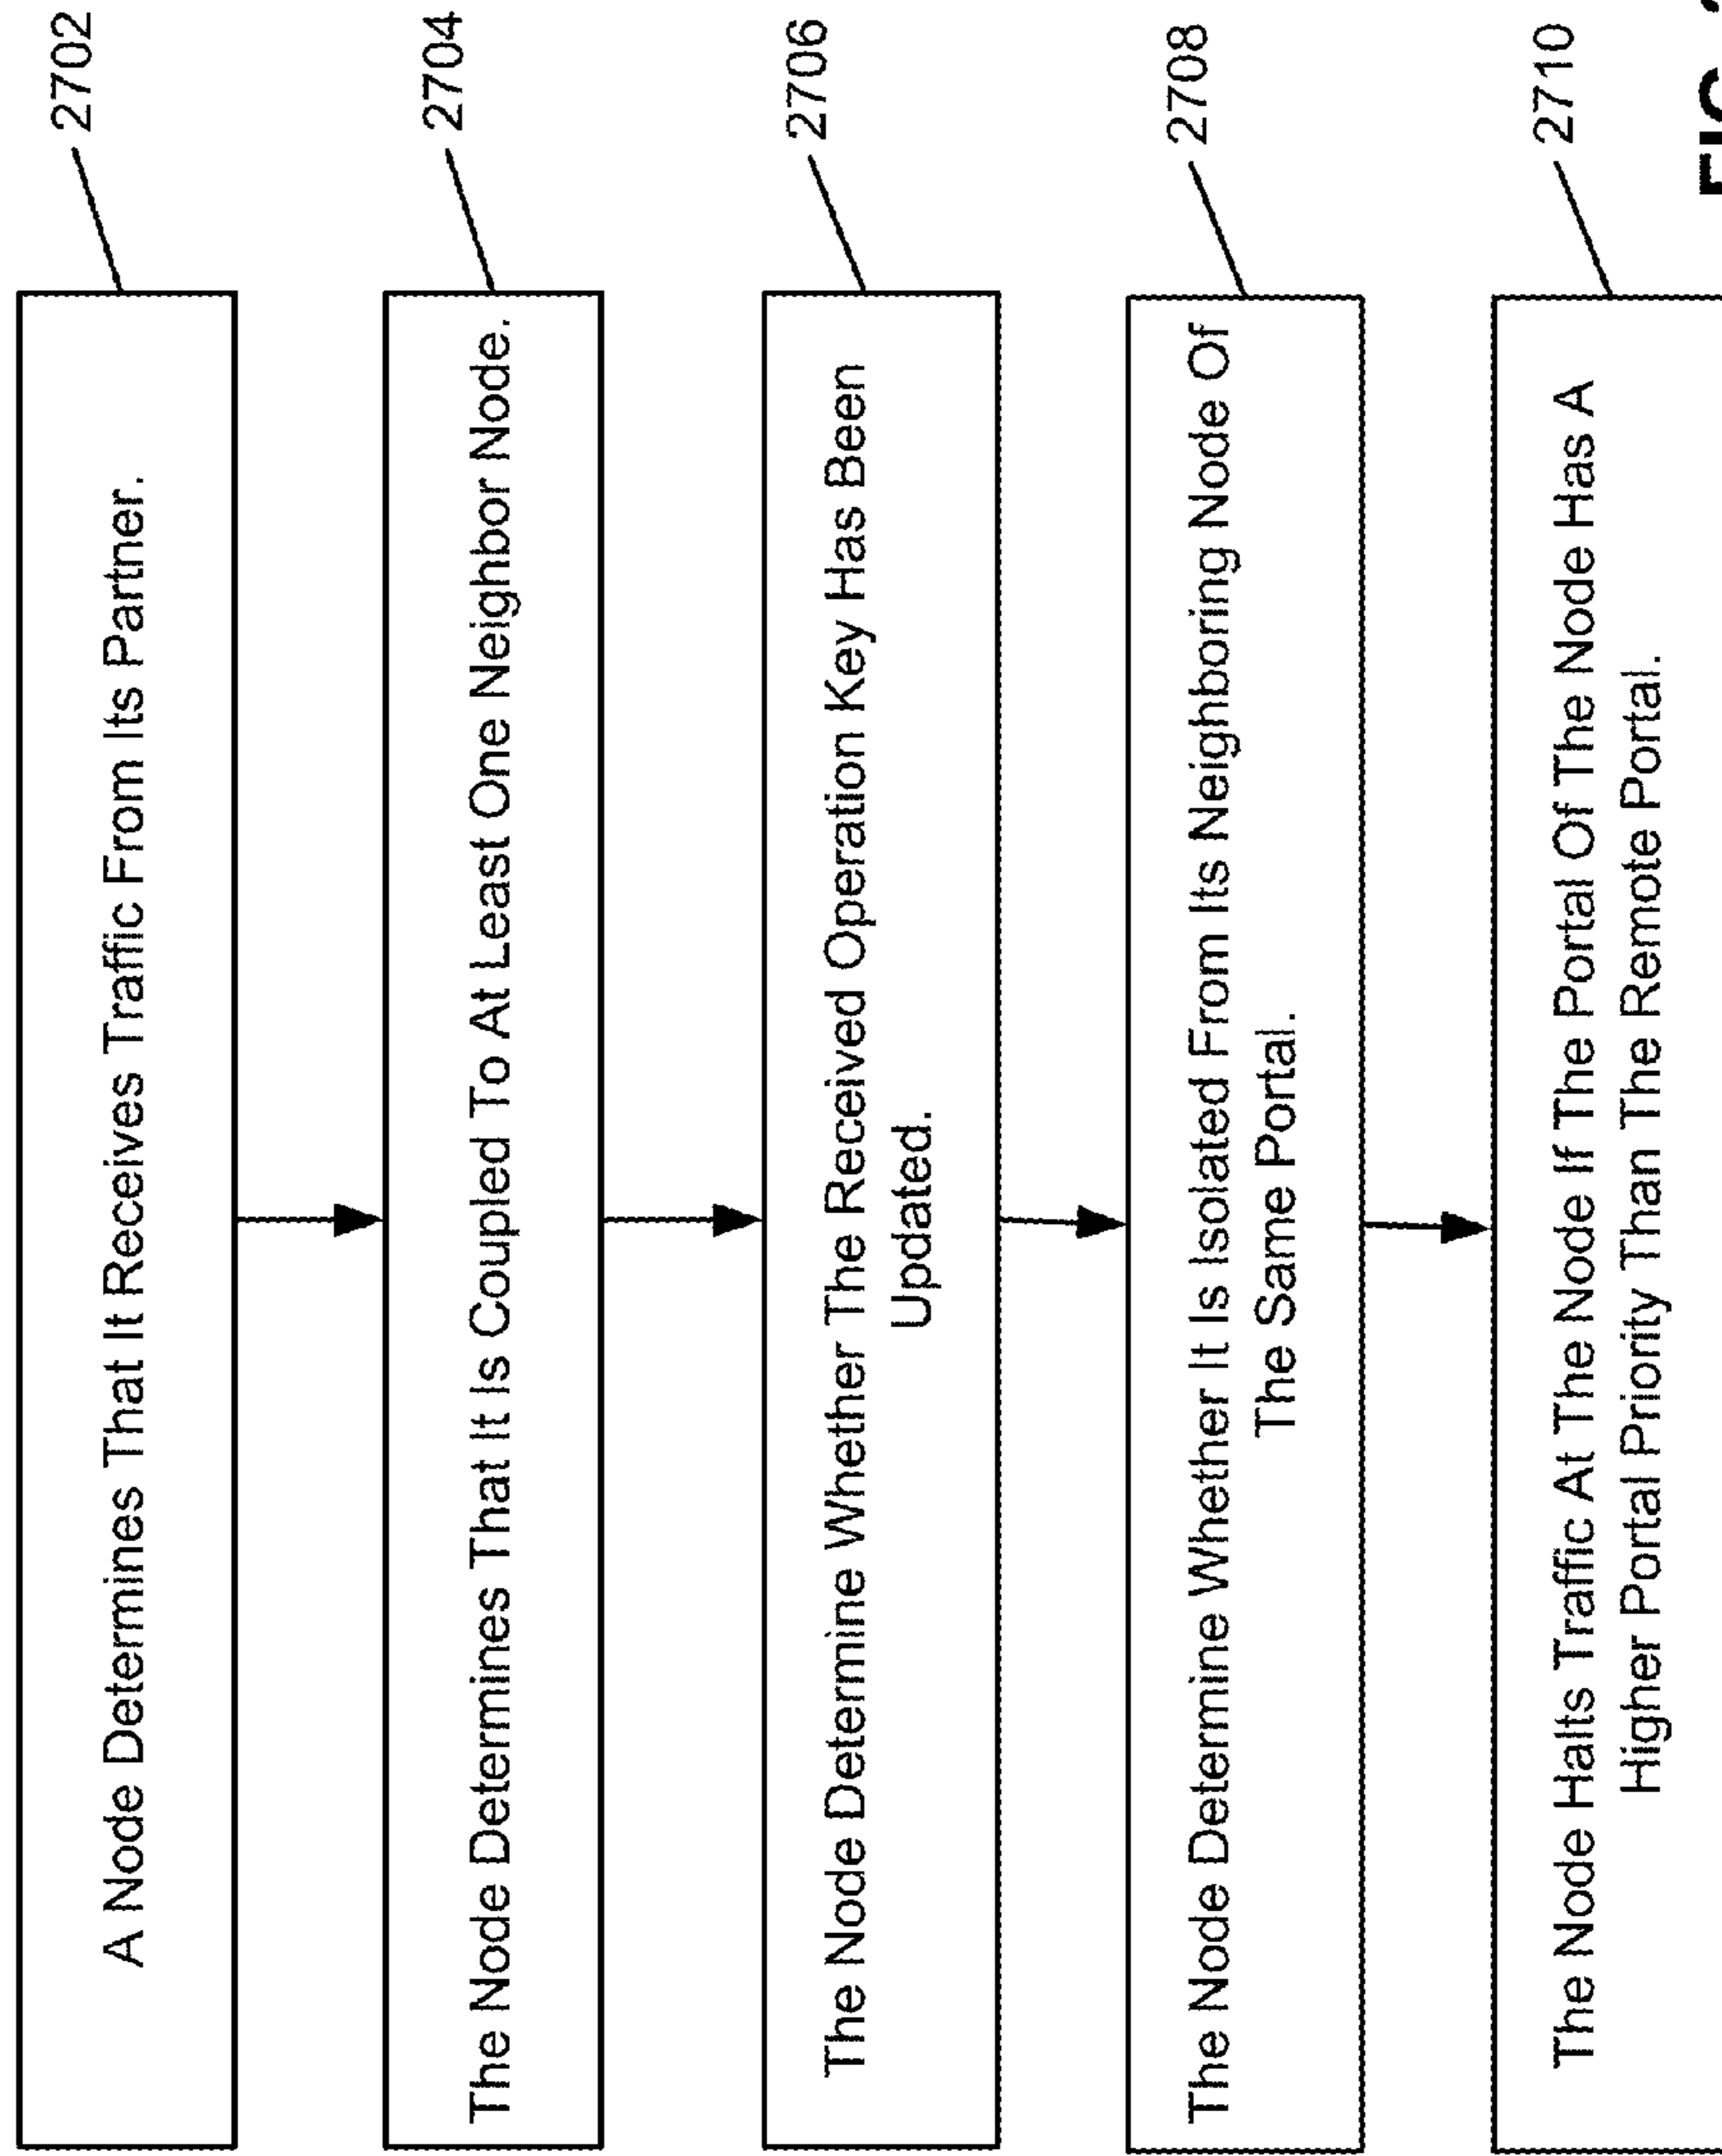 A Node Determines That It Receives Traffic From Its Partner.
2702
The Node Determines That It Is Coupled To At Least One Neighbor Node.
2704
The Node Determine Whether The Received Operation Key Has Been
Updated.
2706
The Node Determine Whether It Is Isolated From Its Neighboring Node Of
The Same Portal.
2708
The Node Halts Traffic At The Node If The Portal Of The Node Has A
Higher Portal Priority Than The Remote Portal.
2710